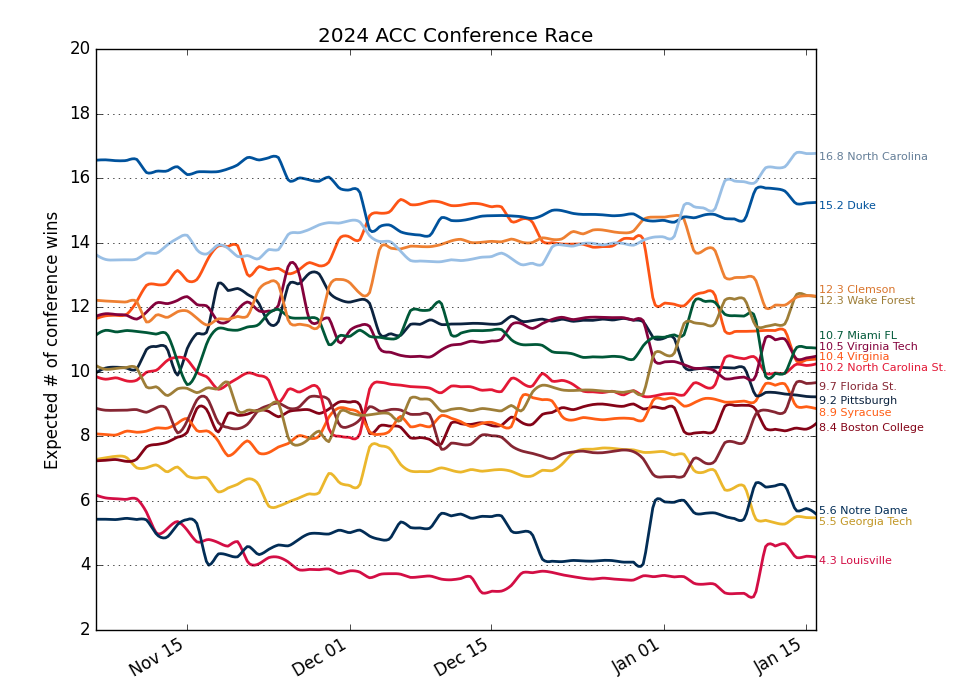 2024 ACC Conference Race
Expected # of conference wins
20
18
16
14
12
10
8
6
4
2
16.8 North Carolina
15.2 Duke
12.3 Clemson
12.3 Wake Forest
10.7 Miami FL
10.5 Virginia Tech
10.4 Virginia
10.2 North Carolina St.
9.7 Florida St.
9.2 Pittsburgh
8.9 Syracuse
8.4 Boston College
5.6 Notre Dame
5.5 Georgia Tech
4.3 Louisville
Nov 15
Dec 01
Dec 15
Jan 01
Jan 15